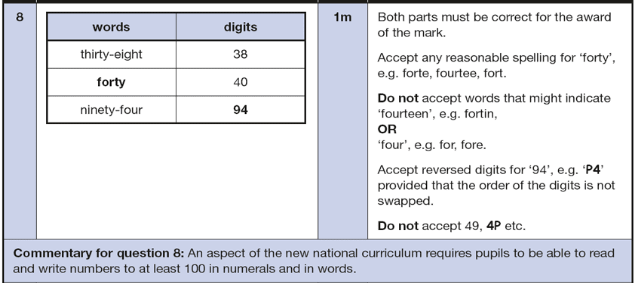 8
words digits
thirty-eight 38
forty 40
ninety-four 94
1m
Both parts must be correct for the award
of the mark.
Accept any reasonable spelling for ‘forty’,
e.g. forte, fourtee, fort.
Do not accept words that might indicate
‘fourteen’, e.g. fortin,
OR
‘four’, e.g. for, fore.
Accept reversed digits for ‘94’, e.g. ‘P4’
provided that the order of the digits is not
swapped.
Do not accept 49, 4P etc.
Commentary for question 8: An aspect of the new national curriculum requires pupils to be able to read
and write numbers to at least 100 in numerals and in words.